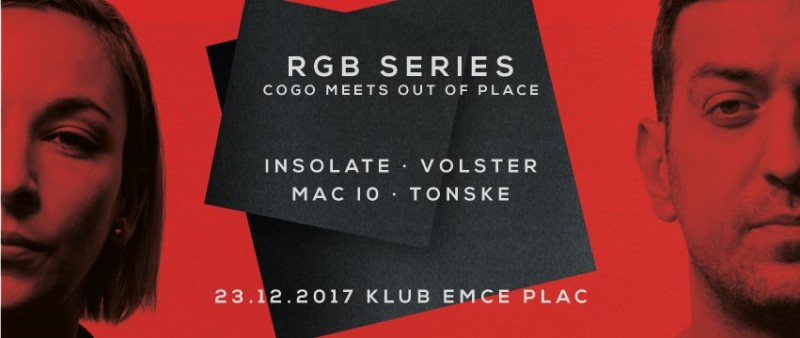 RGB SERIES
COGO MEETS OUT OF PLACE
INSOLATE · VOLSTER
MAC 10 · TONSKE
23.12.2017 KLUB EMCE PLAC